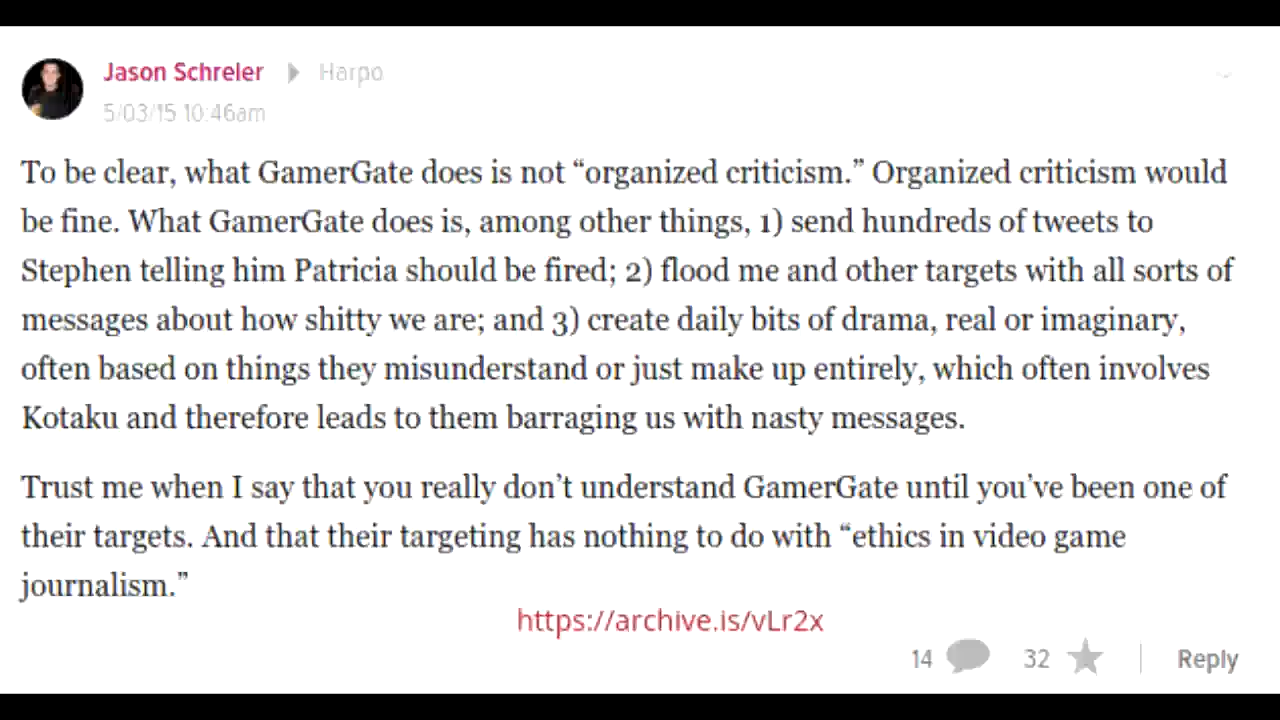 Jason Schreler Harpo
5/03/15 10:46am
To be clear, what GamerGate does is not “organized criticism.” Organized criticism would
be fine. What GamerGate does is, among other things, 1) send hundreds of tweets to
Stephen telling him Patricia should be fired; 2) flood me and other targets with all sorts of
messages about how shitty we are; and 3) create daily bits of drama, real or imaginary,
often based on things they misunderstand or just make up entirely, which often involves
Kotaku and therefore leads to them barraging us with nasty messages.
Trust me when I say that you really don’t understand GamerGate until you’ve been one of
their targets. And that their targeting has nothing to do with “ethics in video game
journalism.”
https://archive.is/vLr2x
14 32 Reply